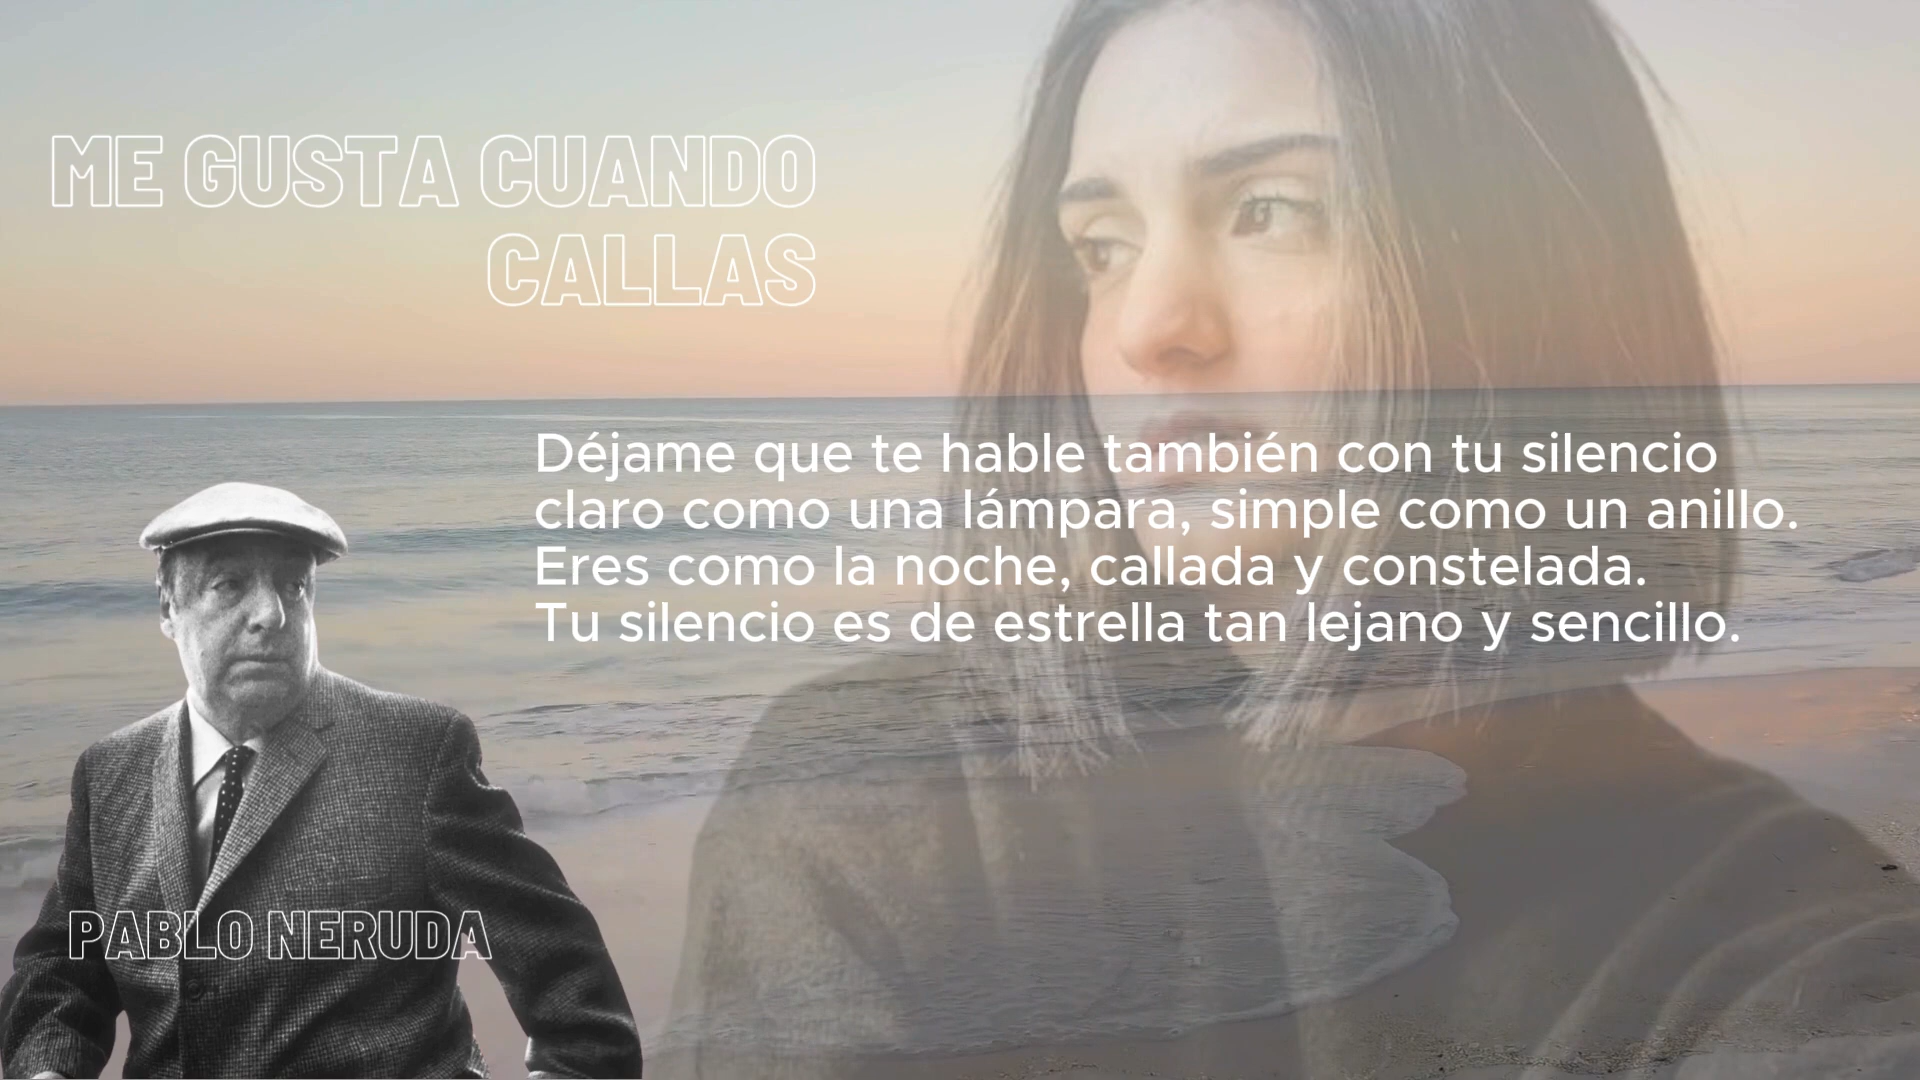 ME GUSTA CUANDO
CALLAS
Déjame que te hable también con tu silencio
claro como una lámpara, simple como un anillo.
Eres como la noche, callada y constelada.
Tu silencio es de estrella tan lejano y sencillo.
PABLO NERUDA